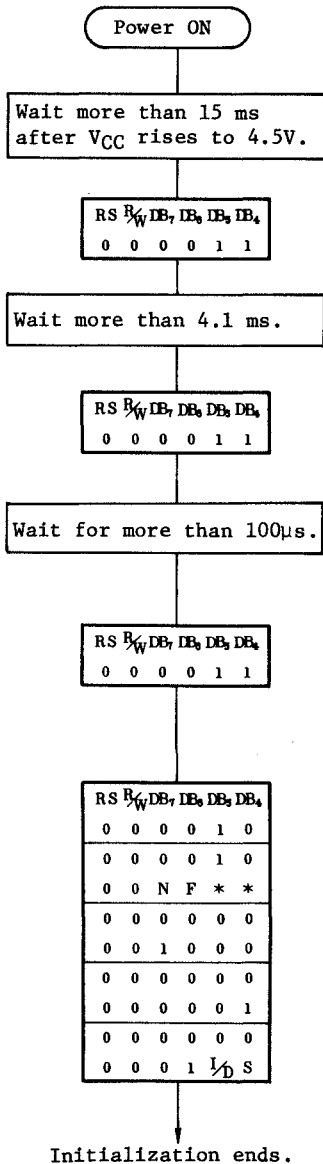 Power ON
Wait more than 15 ms
after VCC rises to 4.5V.
RS R/W DB7 DB6 DB5 DB4
0 0 0 0 1 1
Wait more than 4.1 ms.
RS R/W DB7 DB6 DB5 DB4
0 0 0 0 1 1
Wait for more than 100μs.
RS R/W DB7 DB6 DB5 DB4
0 0 0 0 1 1
RS R/W DB7 DB6 DB5 DB4
0 0 0 0 1 0
0 0 0 0 1 0
0 0 N F * *
0 0 0 0 0 0
0 0 1 0 0 0
0 0 0 0 0 0
0 0 0 0 0 1
0 0 0 0 0 0
0 0 0 1 I/D S
Initialization ends.